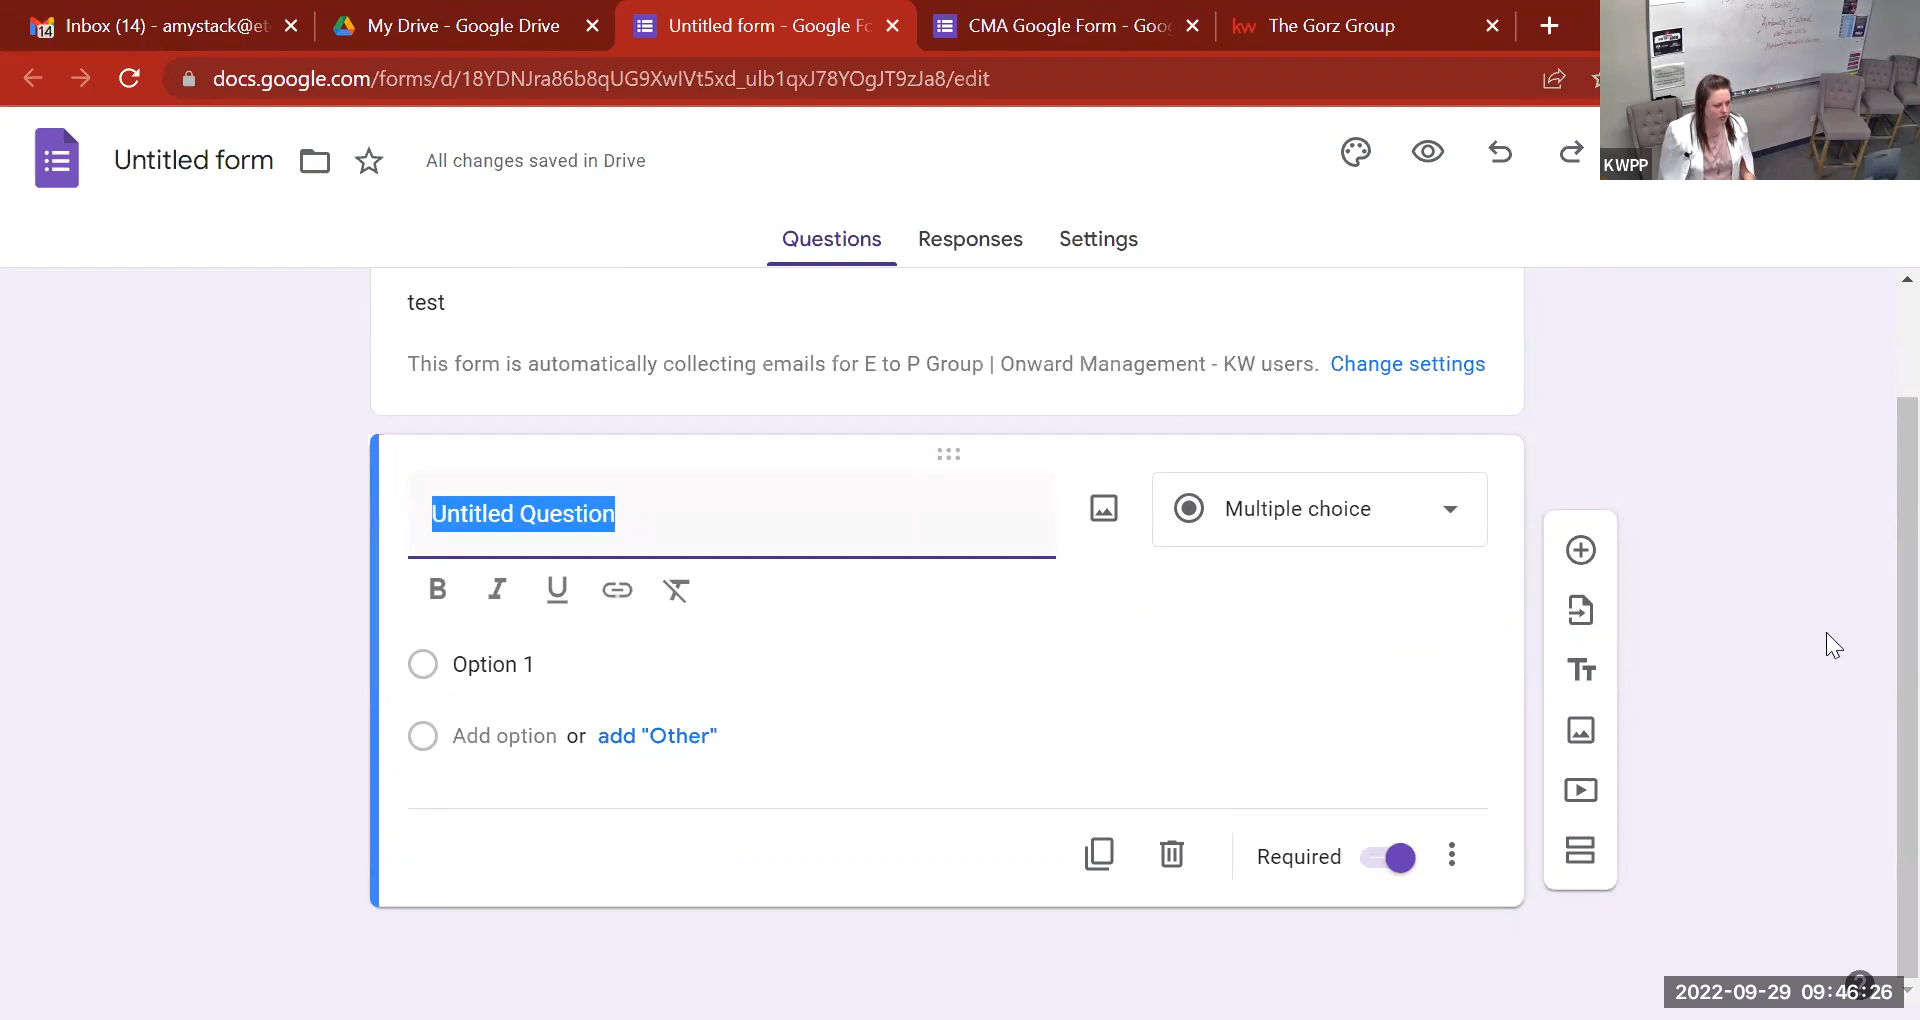 Inbox (14) - amystack@et
My Drive - Google Drive
Untitled form - Google Fo
CMA Google Form - Goog
kw The Gorz Group
docs.google.com/forms/d/18YDNJra86b8qUG9XwIVt5xd_ulb1qxJ78YOgJT9zJa8/edit
Untitled form
All changes saved in Drive
KWPP
Questions
Responses
Settings
test
This form is automatically collecting emails for E to P Group | Onward Management - KW users. Change settings
Untitled Question
Multiple choice
B I U
Option 1
Add option or add "Other"
Tт
Required
2022-09-29 09:46:26